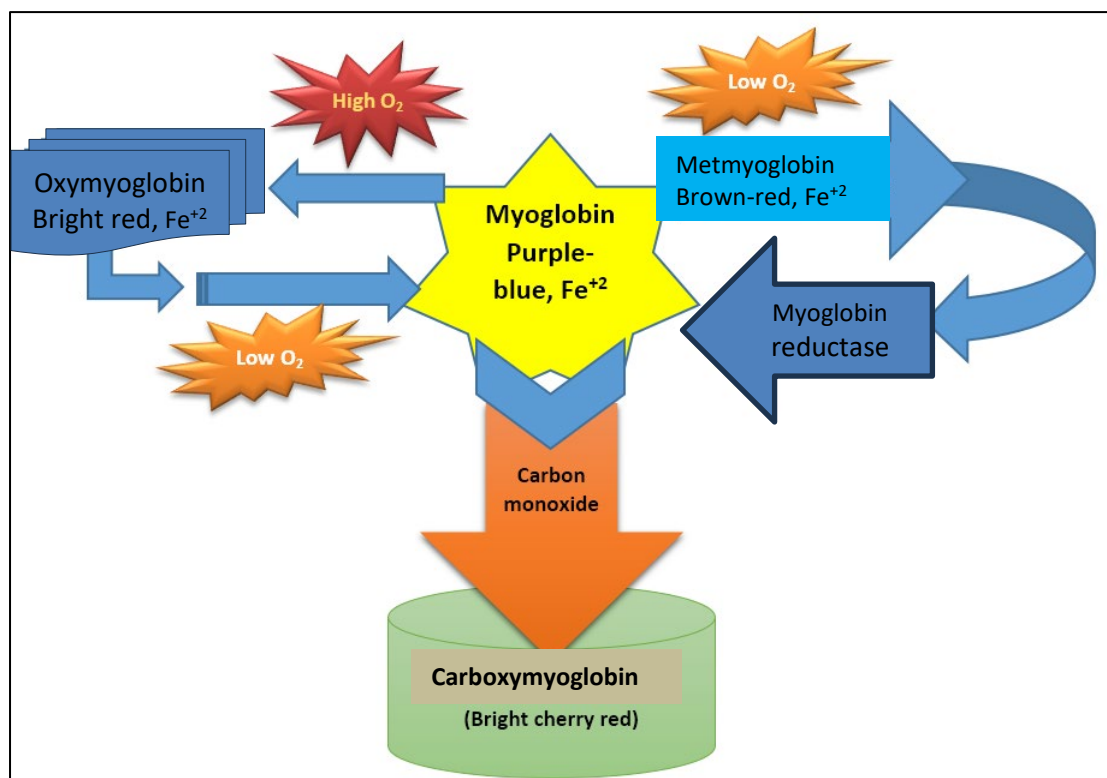 High O₂
Low O₂
Oxymyoglobin
Bright red, Fe⁺²
Myoglobin
Purple-
blue, Fe⁺²
Metmyoglobin
Brown-red, Fe⁺²
Low O₂
Myoglobin
reductase
Carbon
monoxide
Carboxymyoglobin
(Bright cherry red)